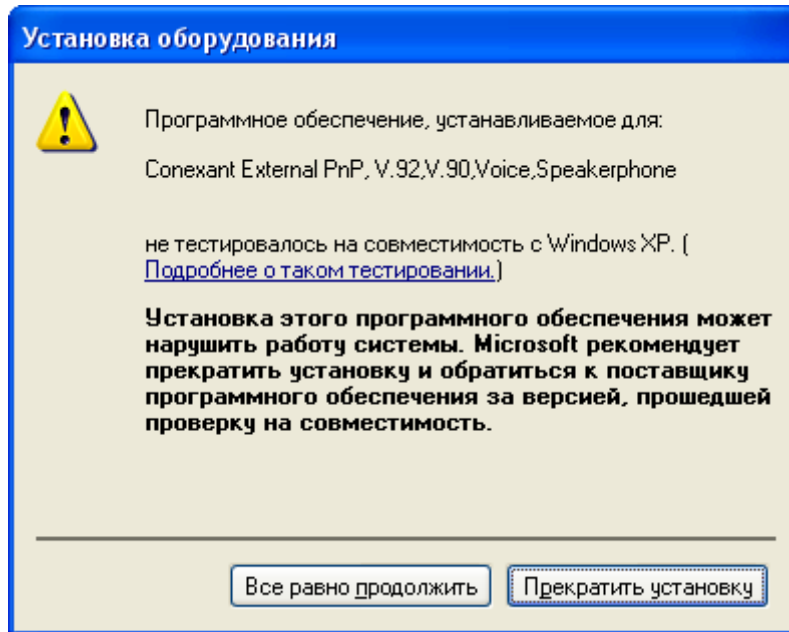 Установка оборудования
Программное обеспечение, устанавливаемое для:
Conexant External PnP, V.92,V.90,Voice,Speakerphone
не тестировалось на совместимость с Windows XP. (
Подробнее о таком тестировании.)
Установка этого программного обеспечения может
нарушить работу системы. Microsoft рекомендует
прекратить установку и обратиться к поставщику
программного обеспечения за версией, прошедшей
проверку на совместимость.
Все равно продолжить
Прекратить установку